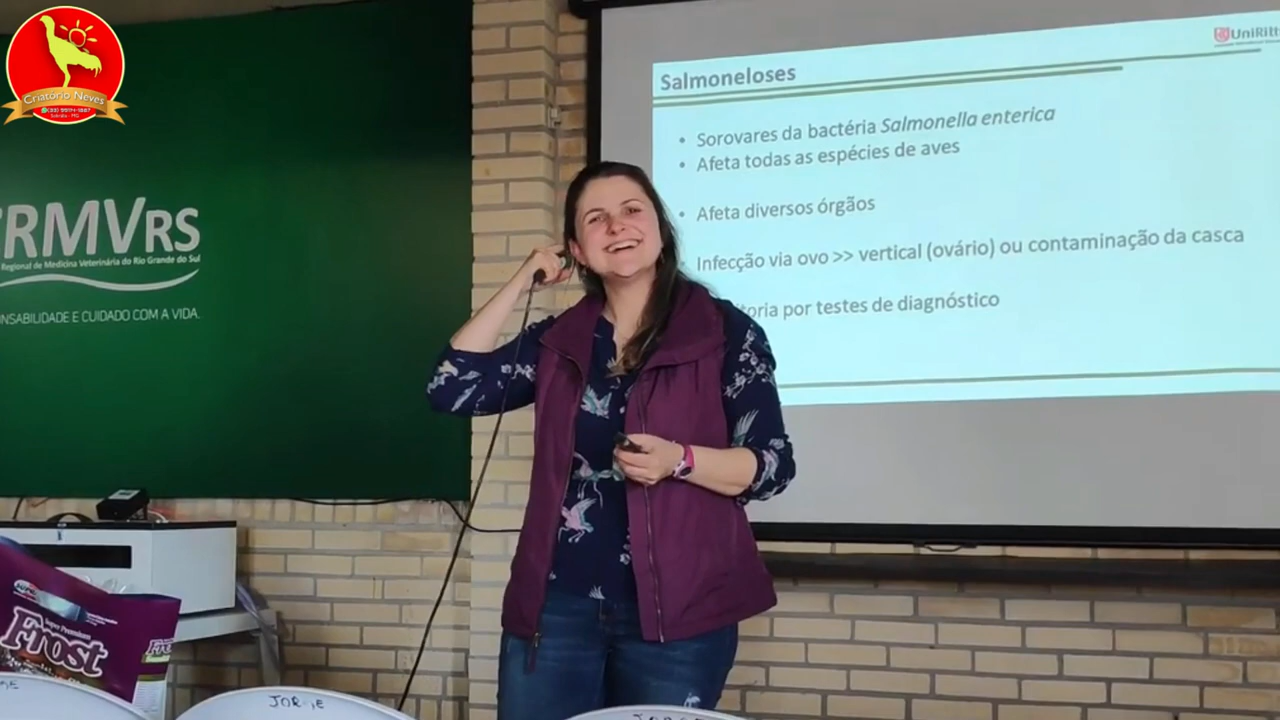 Criatório Neves
Salmoneloses
UniRitter
• Sorovares da bactéria Salmonella enterica
• Afeta todas as espécies de aves
• Afeta diversos órgãos
Infecção via ovo >> vertical (ovário) ou contaminação da casca
toria por testes de diagnóstico
RMVRS
Regional de Medicina Veterinária do Rio Grande do Sul
NSABILIDADE E CUIDADO COM A VIDA.
Super Premium
Frost
JORGE